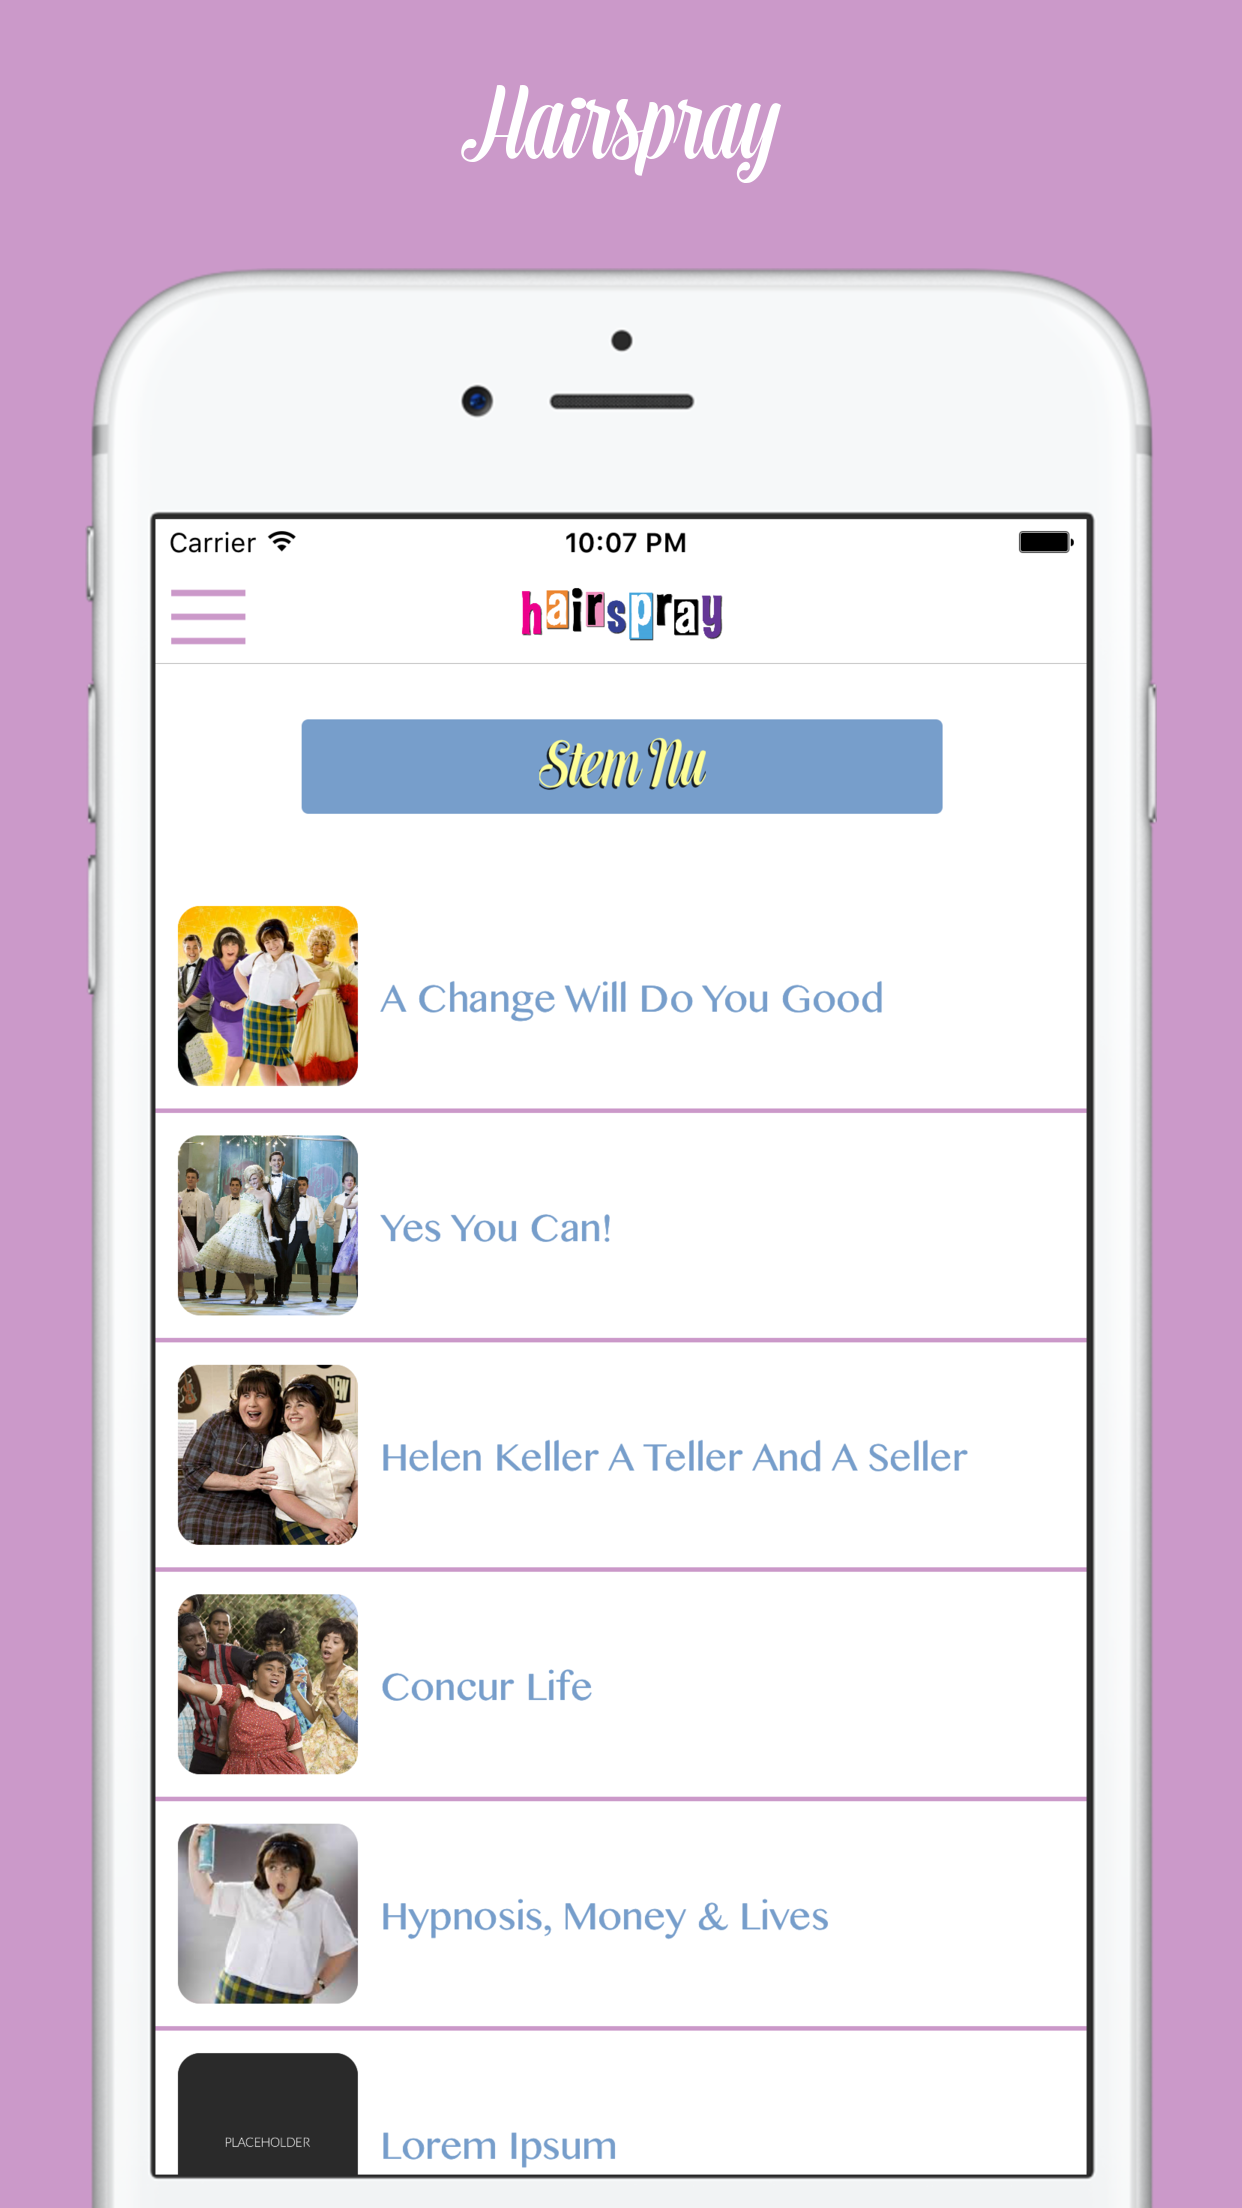 Hairspray
Carrier 10:07 PM
hairspray
Stem Nu
A Change Will Do You Good
Yes You Can!
NEW
Helen Keller A Teller And A Seller
Concur Life
Hypnosis, Money & Lives
PLACEHOLDER
Lorem Ipsum